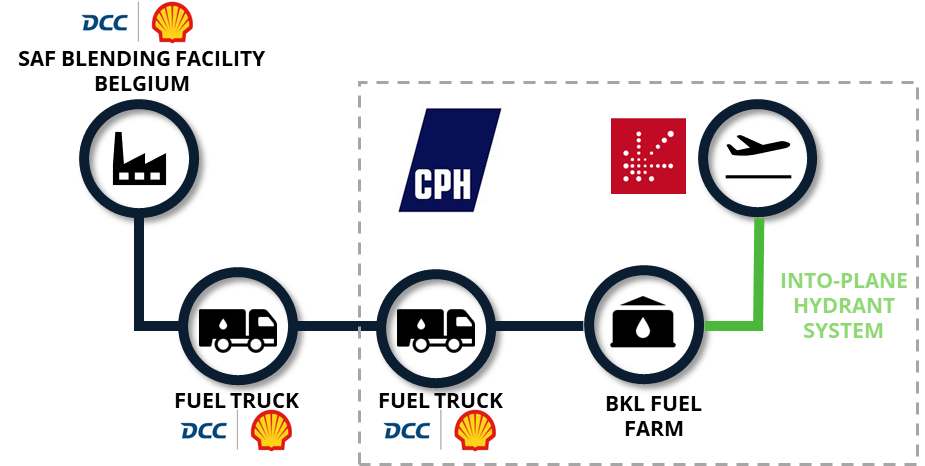 DCC
SAF BLENDING FACILITY
BELGIUM
CPH
INTO-PLANE
HYDRANT
SYSTEM
FUEL TRUCK
DCC
FUEL TRUCK
DCC
BKL FUEL
FARM